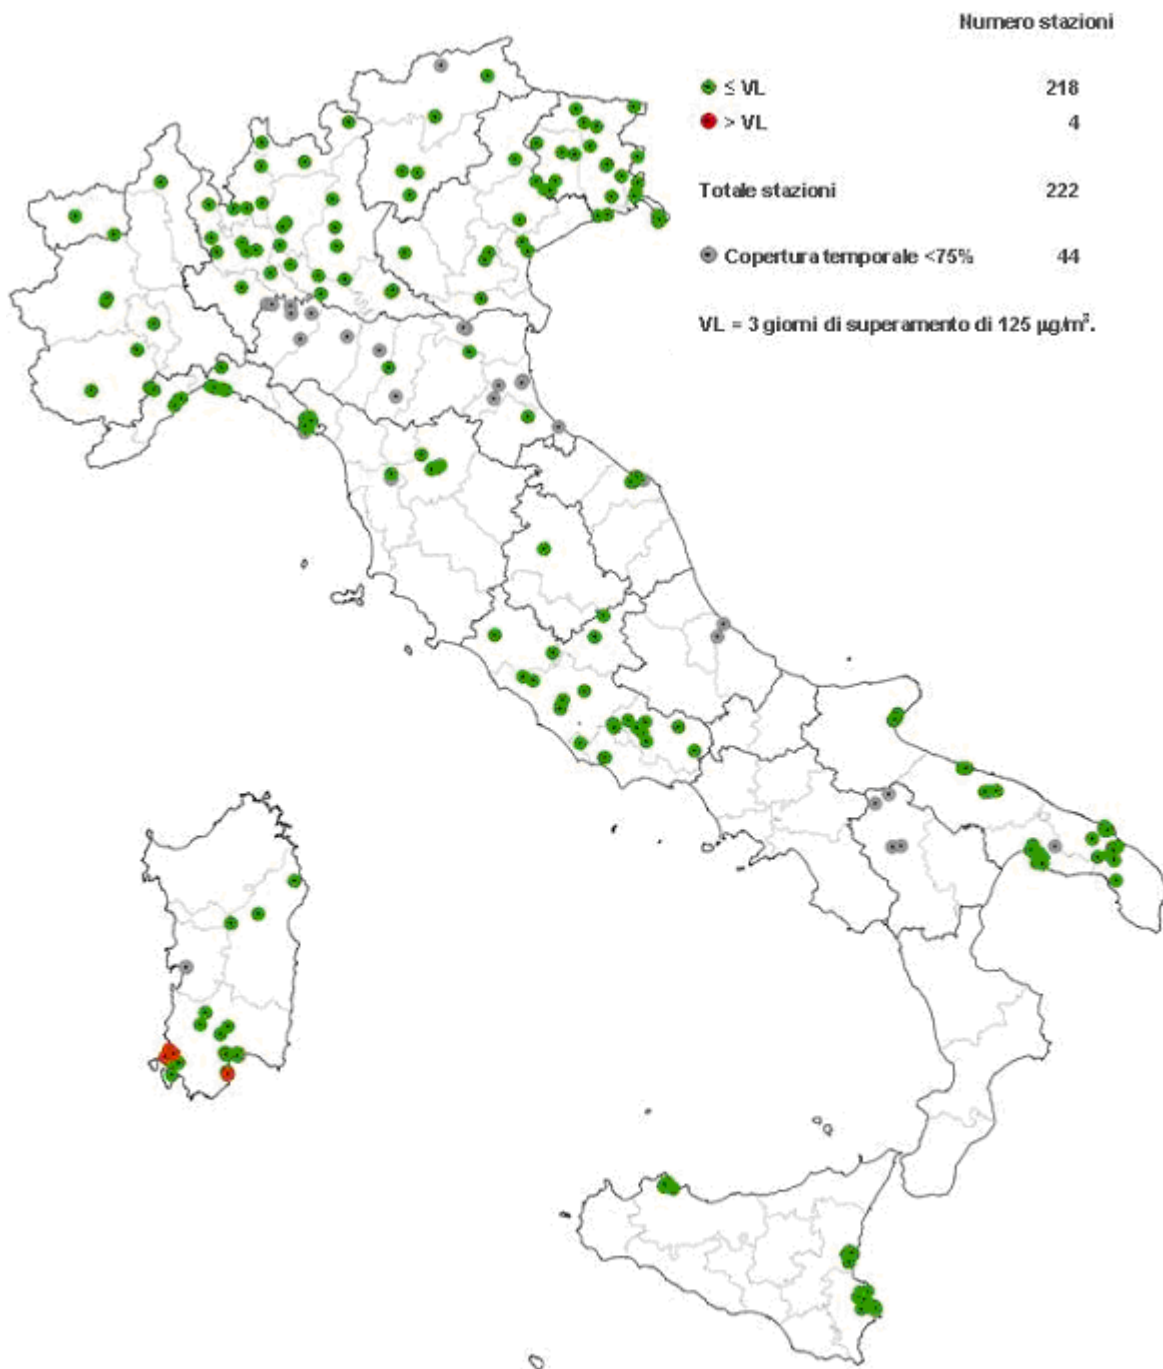 Numero stazioni
≤ VL 218
> VL 4
Totale stazioni 222
Copertura temporale <75% 44
VL = 3 giorni di superamento di 125 µg/m³.